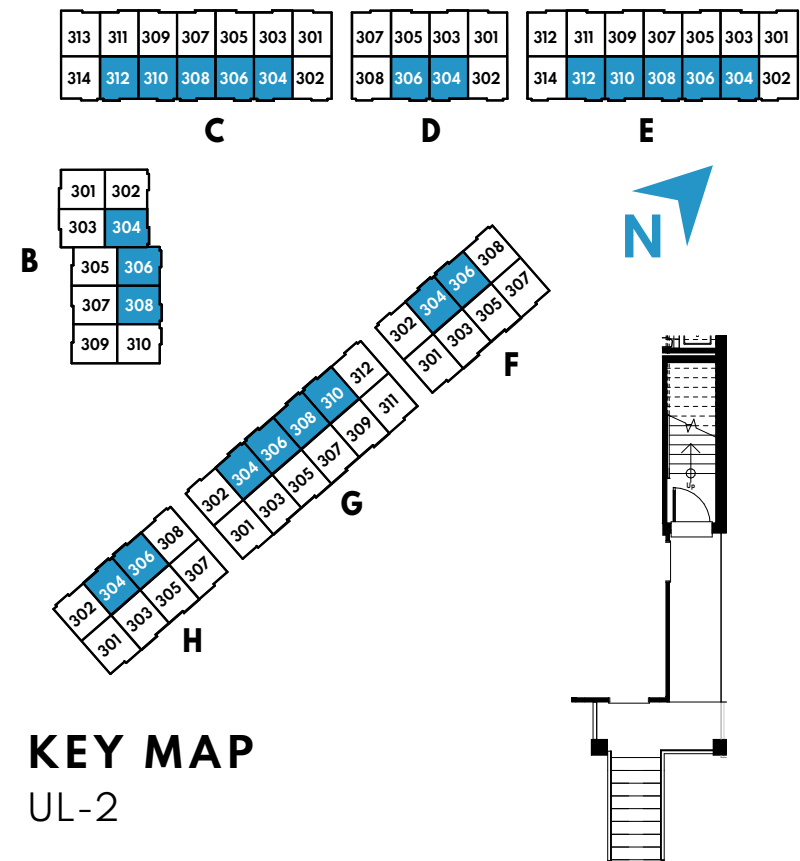 313 311 309 307 305 303 301
314 312 310 308 306 304 302
C
307 305 303 301
308 306 304 302
D
312 311 309 307 305 303 301
314 312 310 308 306 304 302
E
301 302
303 304
305 306
307 308
309 310
B
N
302 304 306 308
301 303 305 307
F
302 304 306 308 310 312
301 303 305 307 309 311
G
302 304 306 308
301 303 305 307
H
Up
KEY MAP
UL-2